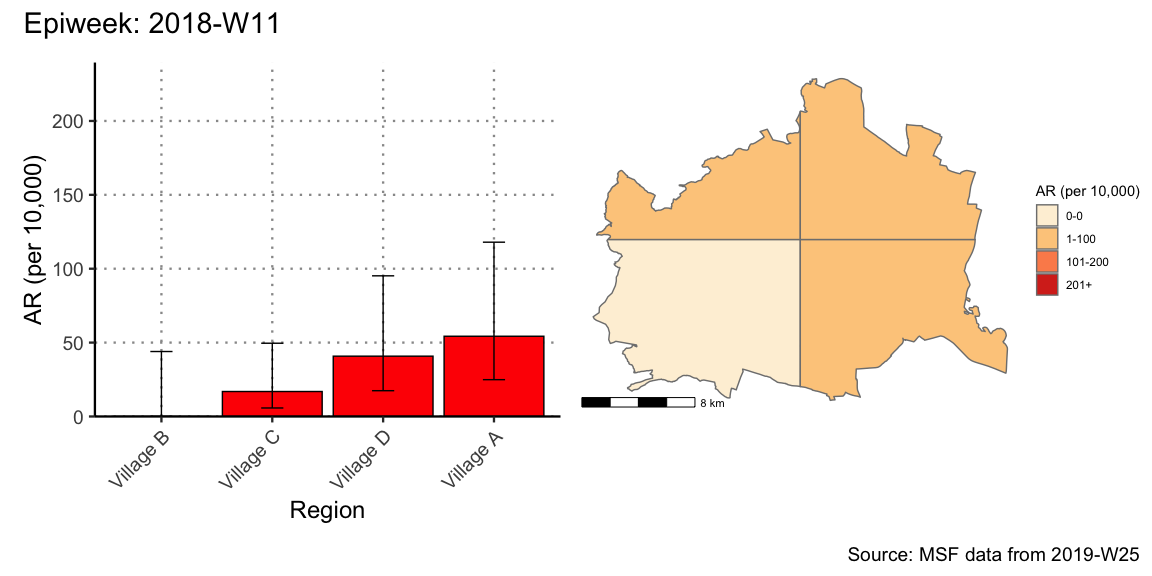 Epiweek: 2018-W11
AR (per 10,000)
200
150
100
50
0
Village B
Village C
Village D
Village A
Region
8 km
AR (per 10,000)
0-0
1-100
101-200
201+
Source: MSF data from 2019-W25